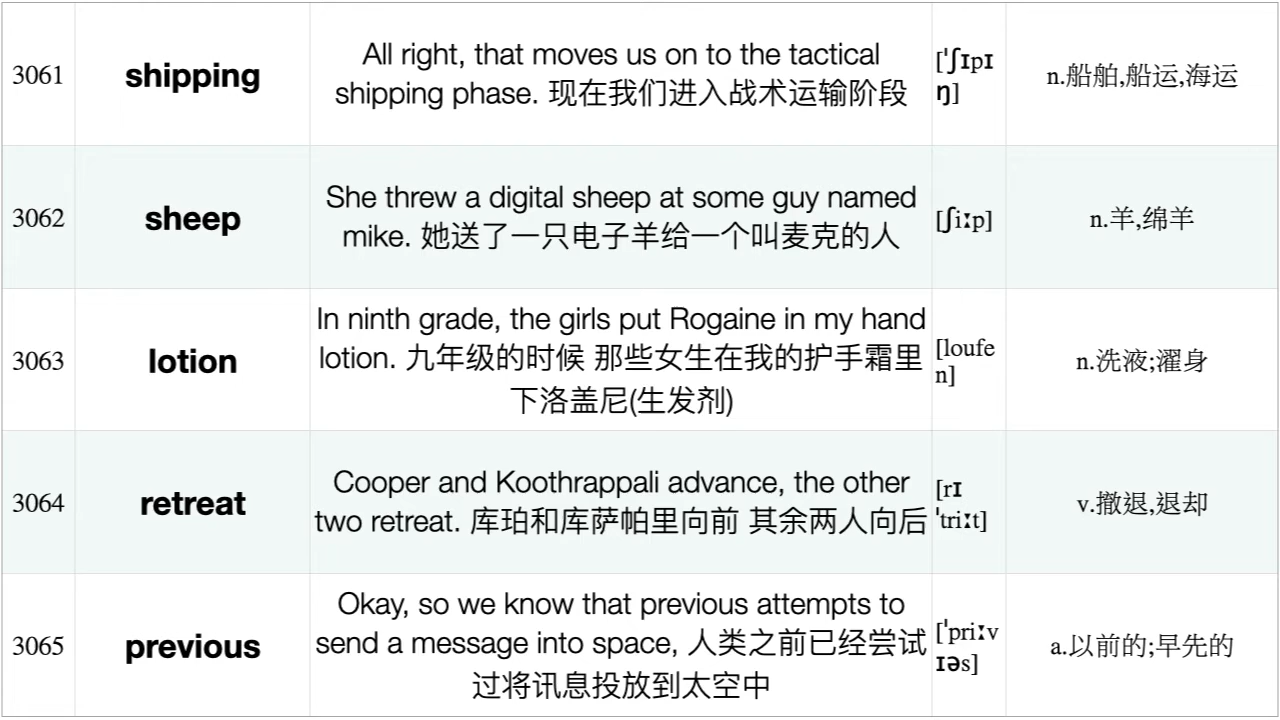 3061
shipping
All right, that moves us on to the tactical
shipping phase. 现在我们进入战术运输阶段
[ˈʃɪpɪ
ŋ]
n.船舶,船运,海运
3062
sheep
She threw a digital sheep at some guy named
mike. 她送了一只电子羊给一个叫麦克的人
[ʃiːp]
n.羊,绵羊
3063
lotion
In ninth grade, the girls put Rogaine in my hand
lotion. 九年级的时候 那些女生在我的护手霜里
下洛盖尼(生发剂)
[loufe
n]
n.洗液;濯身
3064
retreat
Cooper and Koothrappali advance, the other
two retreat. 库珀和库萨帕里向前 其余两人向后
[rɪ
ˈtriːt]
v.撤退,退却
3065
previous
Okay, so we know that previous attempts to
send a message into space, 人类之前已经尝试
过将讯息投放到太空中
[ˈpriːv
ɪəs]
a.以前的;早先的